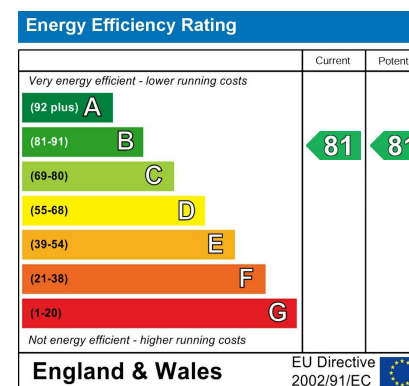 Energy Efficiency Rating
Current Potent
Very energy efficient - lower running costs
(92 plus) A
(81-91) B 81 81
(69-80) C
(55-68) D
(39-54) E
(21-38) F
(1-20) G
Not energy efficient - higher running costs
England & Wales
EU Directive
2002/91/EC